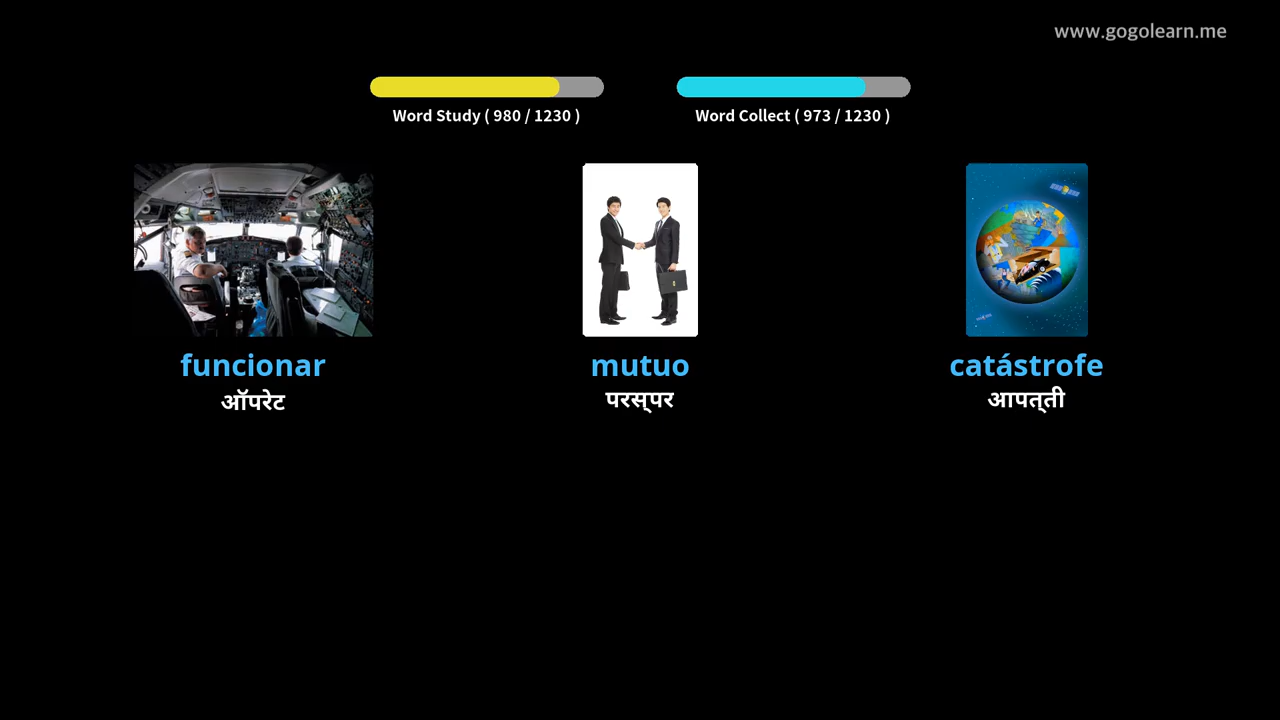 www.gogolearn.me
Word Study ( 980 / 1230 )
Word Collect ( 973 / 1230 )
funcionar
ऑपरेट
mutuo
परस्‌पर
catástrofe
आपत्‌ती